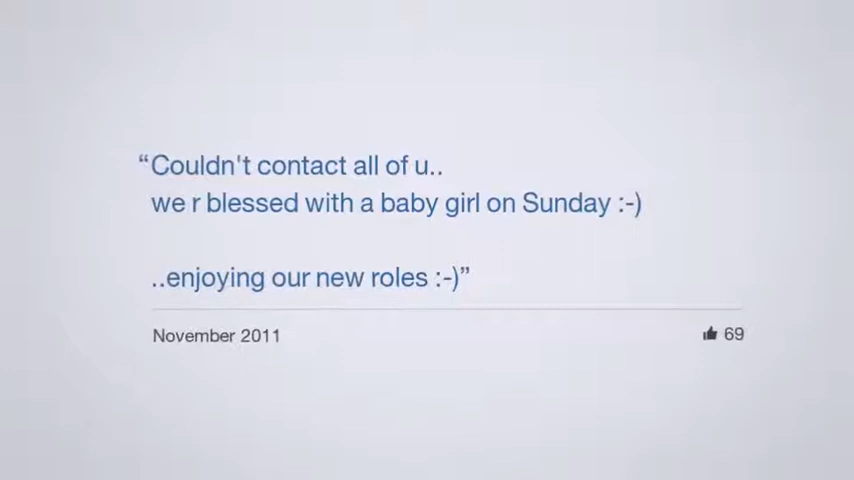 “Couldn't contact all of u..
we r blessed with a baby girl on Sunday :-)
..enjoying our new roles :-)”
November 2011
69